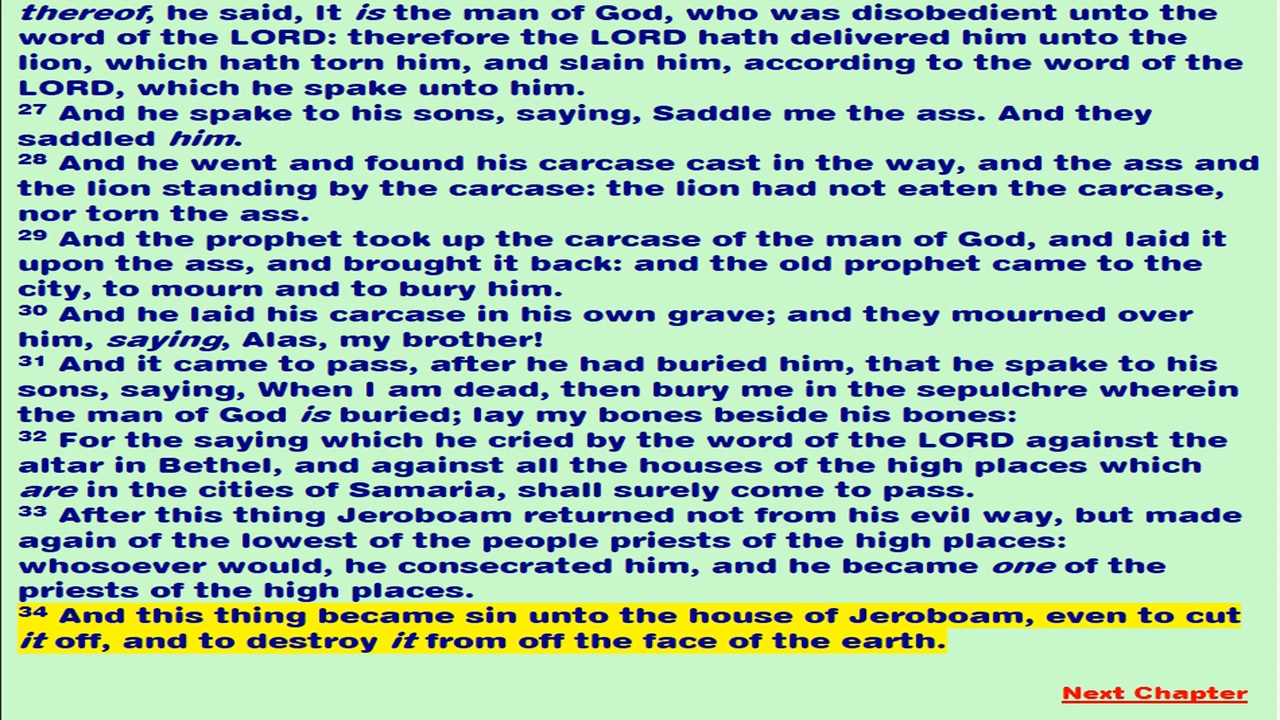 thereof, he said, It is the man of God, who was disobedient unto the
word of the LORD: therefore the LORD hath delivered him unto the
lion, which hath torn him, and slain him, according to the word of the
LORD, which he spake unto him.
27 And he spake to his sons, saying, Saddle me the ass. And they
saddled him.
28 And he went and found his carcase cast in the way, and the ass and
the lion standing by the carcase: the lion had not eaten the carcase,
nor torn the ass.
29 And the prophet took up the carcase of the man of God, and laid it
upon the ass, and brought it back: and the old prophet came to the
city, to mourn and to bury him.
30 And he laid his carcase in his own grave; and they mourned over
him, saying, Alas, my brother!
31 And it came to pass, after he had buried him, that he spake to his
sons, saying, When I am dead, then bury me in the sepulchre wherein
the man of God is buried; lay my bones beside his bones:
32 For the saying which he cried by the word of the LORD against the
altar in Bethel, and against all the houses of the high places which
are in the cities of Samaria, shall surely come to pass.
33 After this thing Jeroboam returned not from his evil way, but made
again of the lowest of the people priests of the high places:
whosoever would, he consecrated him, and he became one of the
priests of the high places.
34 And this thing became sin unto the house of Jeroboam, even to cut
it off, and to destroy it from off the face of the earth.
Next Chapter